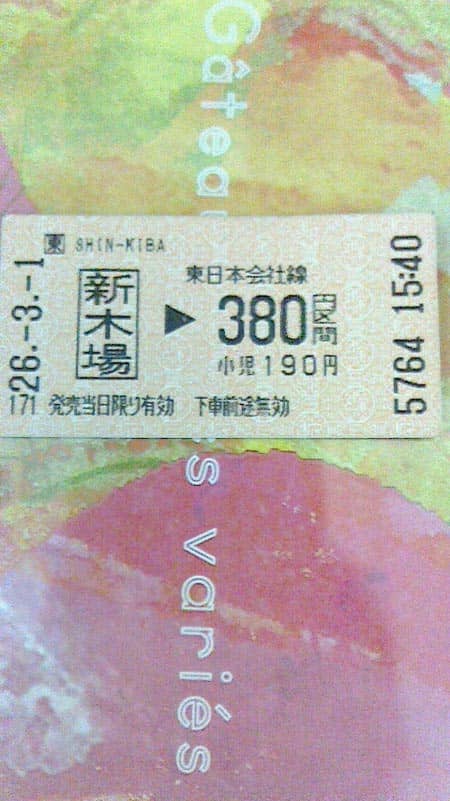 Gâteau
東 SHIN-KIBA
新木場
▶
東日本会社線
380円区間
小児190円
171 発売当日限り有効 下車前途無効
26.-3.-1
5764 15:40
s variés